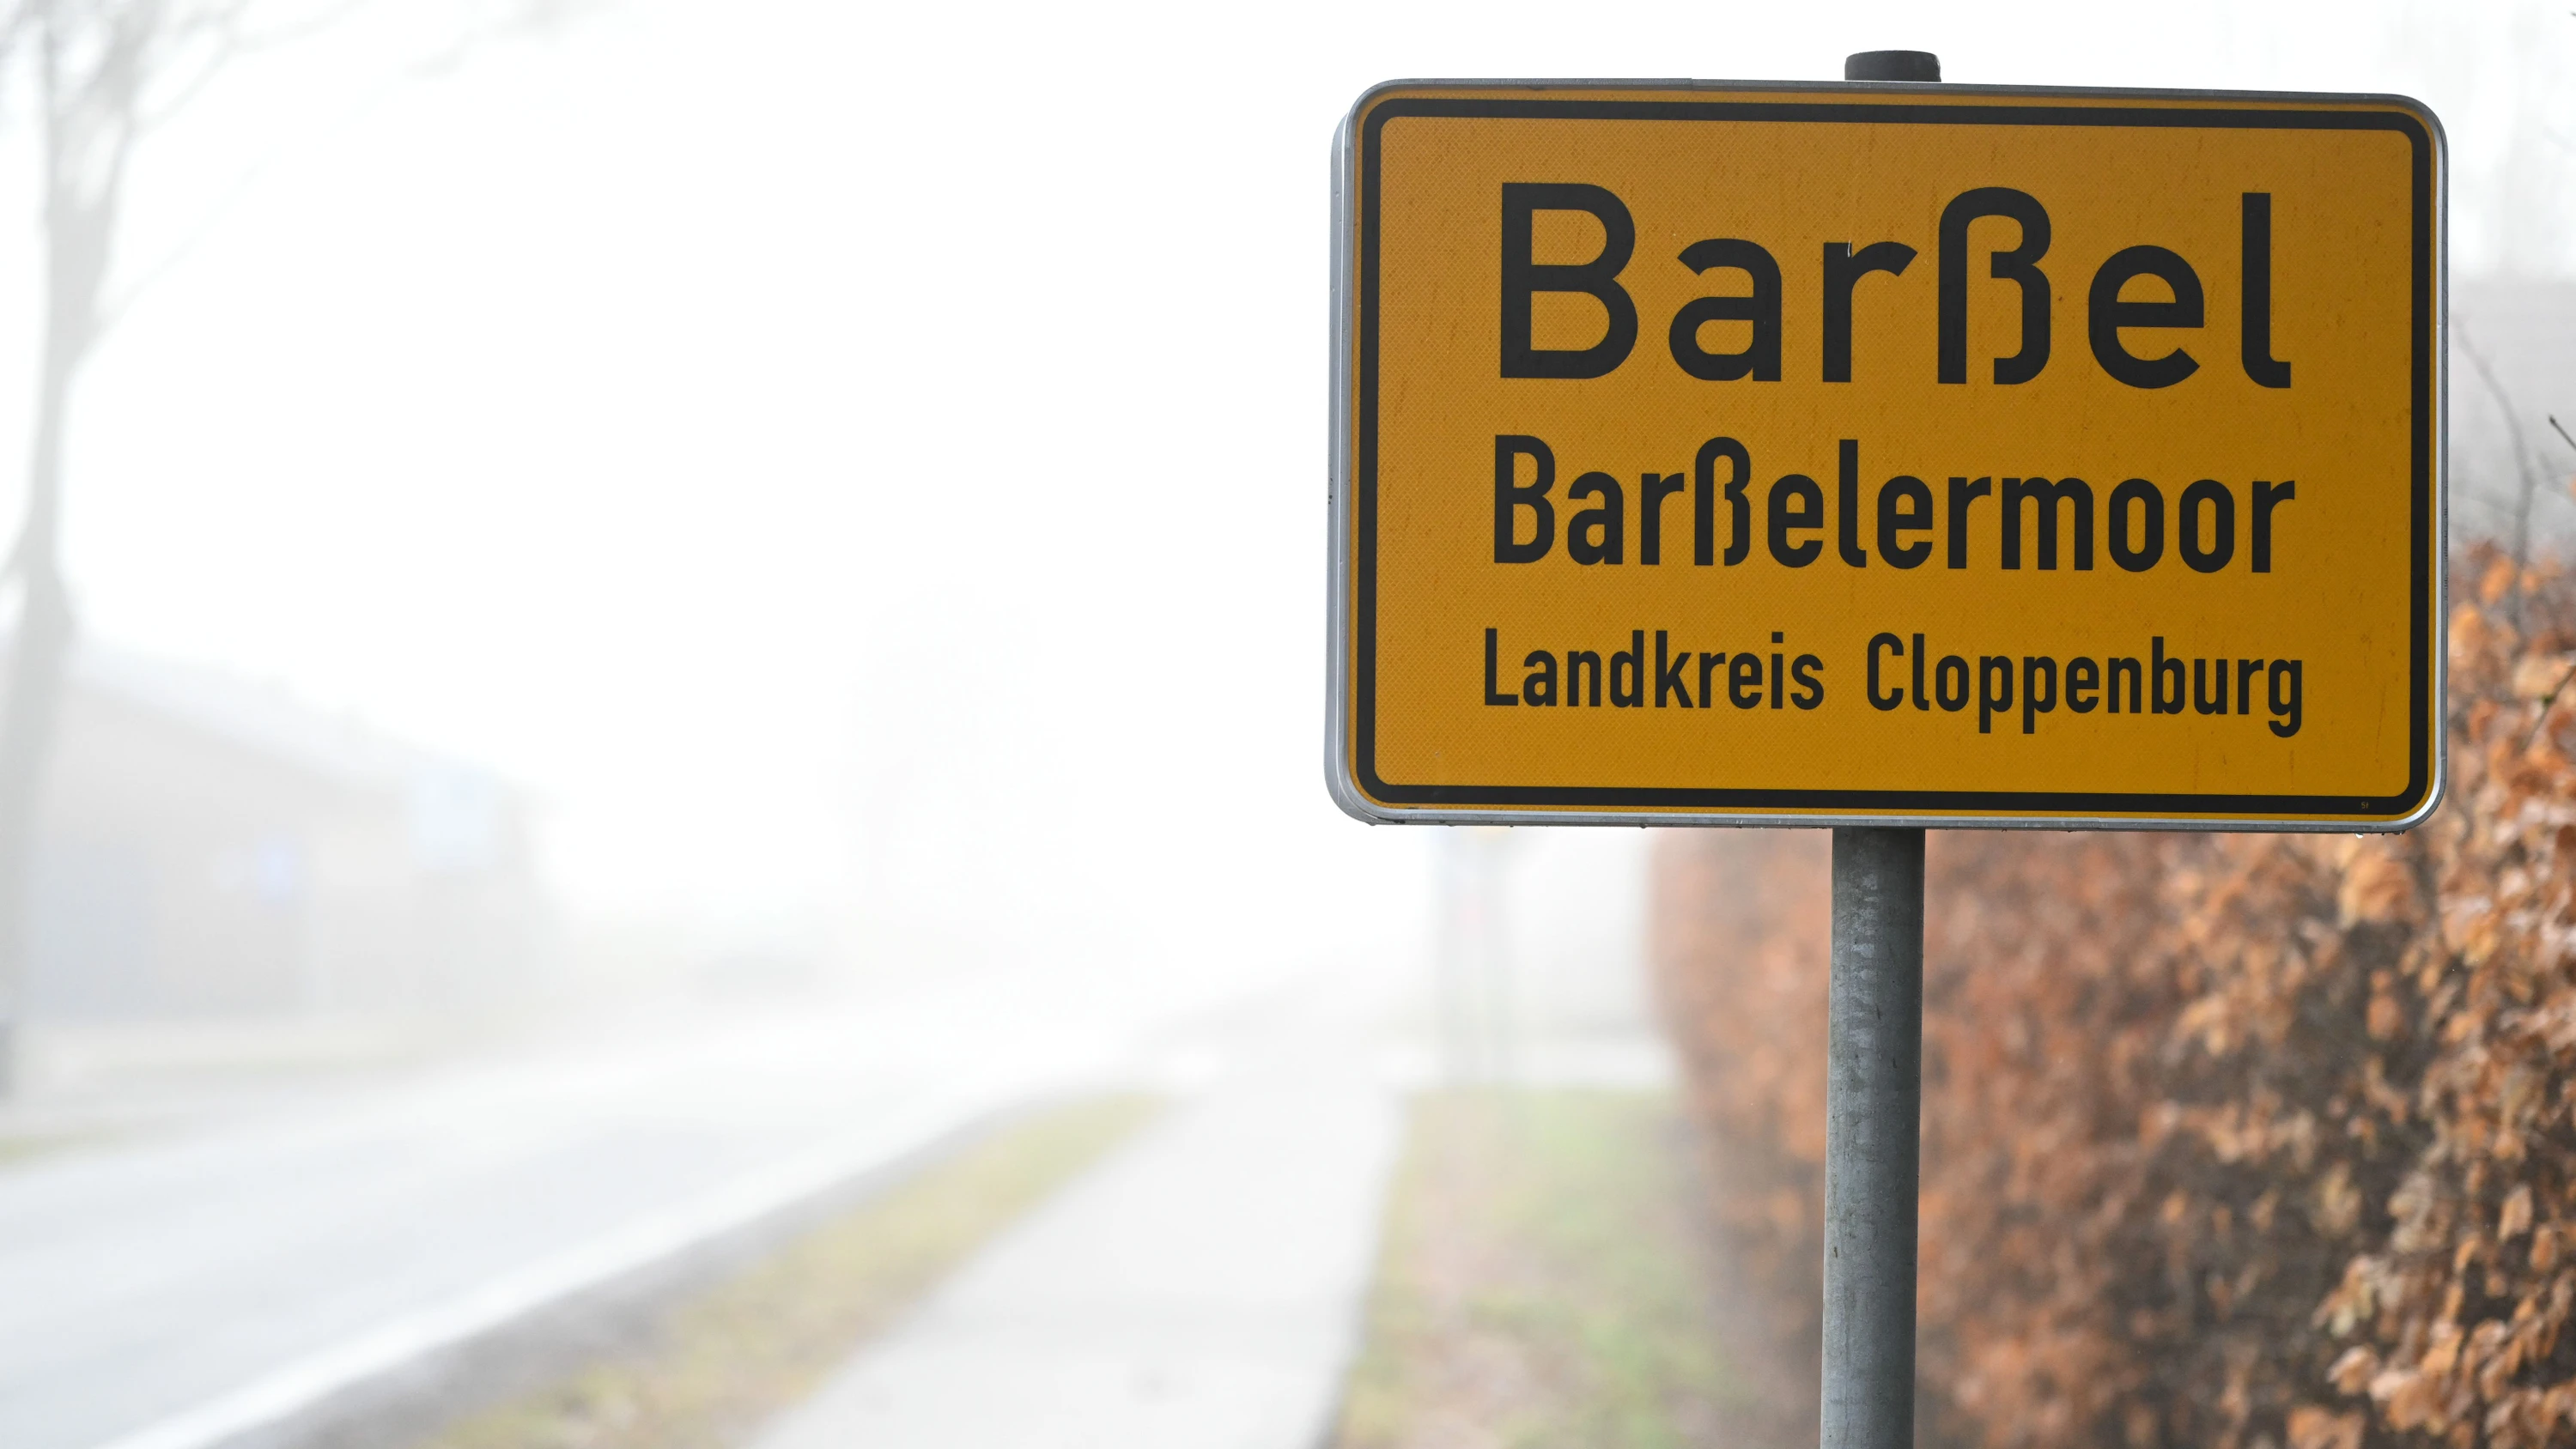 Barßel
Barßelermoor
Landkreis Cloppenburg